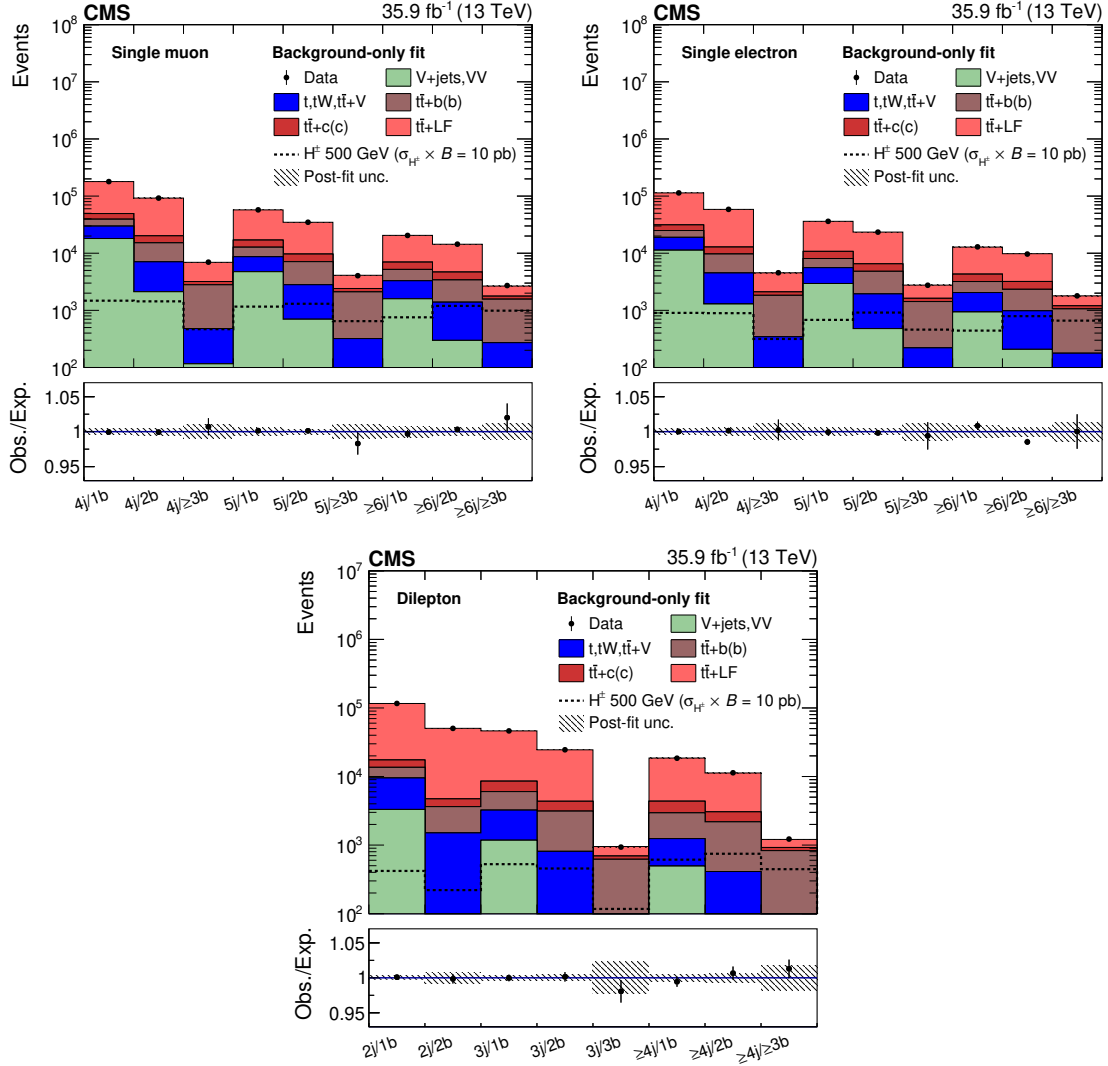 CMS 35.9 fb⁻¹ (13 TeV)
Events
10⁸
10⁷
10⁶
10⁵
10⁴
10³
10²
Single muon
Background-only fit
Data
V+jets,VV
t,tW,tt̄+V
tt̄+b(b)
tt̄+c(c)
tt̄+LF
H± 500 GeV (σ_H± × B = 10 pb)
Post-fit unc.
Obs./Exp.
1.05
1
0.95
4j/1b 4j/2b 4j/≥3b 5j/1b 5j/2b 5j/≥3b ≥6j/1b ≥6j/2b ≥6j/≥3b
CMS 35.9 fb⁻¹ (13 TeV)
Events
10⁸
10⁷
10⁶
10⁵
10⁴
10³
10²
Single electron
Background-only fit
Data
V+jets,VV
t,tW,tt̄+V
tt̄+b(b)
tt̄+c(c)
tt̄+LF
H± 500 GeV (σ_H± × B = 10 pb)
Post-fit unc.
Obs./Exp.
1.05
1
0.95
4j/1b 4j/2b 4j/≥3b 5j/1b 5j/2b 5j/≥3b ≥6j/1b ≥6j/2b ≥6j/≥3b
CMS 35.9 fb⁻¹ (13 TeV)
Events
10⁷
10⁶
10⁵
10⁴
10³
10²
Dilepton
Background-only fit
Data
V+jets,VV
t,tW,tt̄+V
tt̄+b(b)
tt̄+c(c)
tt̄+LF
H± 500 GeV (σ_H± × B = 10 pb)
Post-fit unc.
Obs./Exp.
1.05
1
0.95
2j/1b 2j/2b 3j/1b 3j/2b 3j/3b ≥4j/1b ≥4j/2b ≥4j/≥3b